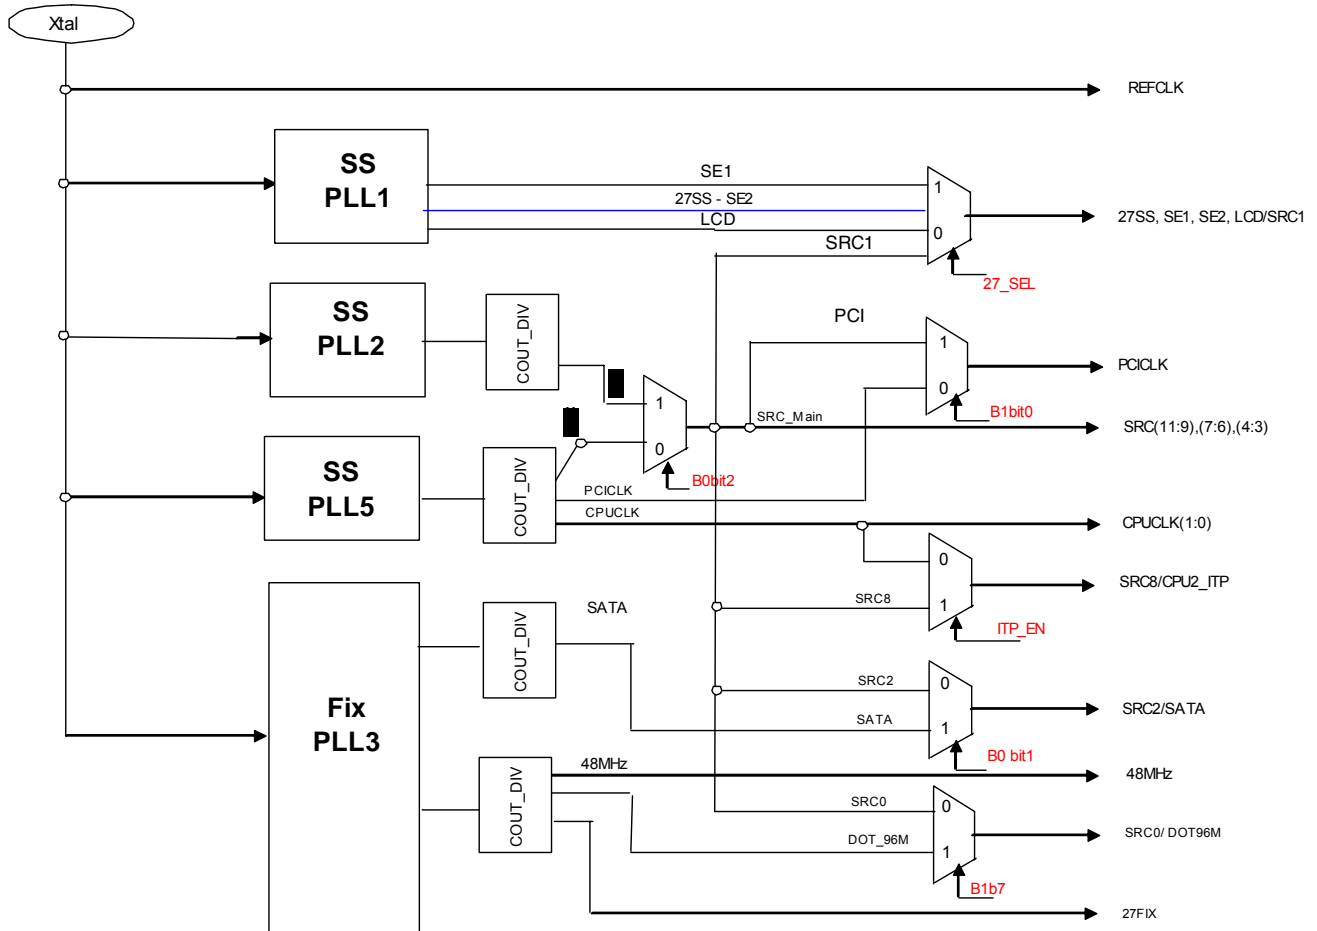 Xtal
REFCLK
SS
PLL1
SE1
27SS - SE2
LCD
SRC1
1
0
27_SEL
27SS, SE1, SE2, LCD/SRC1
SS
PLL2
COUT_DIV
PCI
1
0
B1bit0
PCICLK
1
0
B0bit2
SRC_Main
SRC(11:9),(7:6),(4:3)
SS
PLL5
COUT_DIV
PCICLK
CPUCLK
CPUCLK(1:0)
0
1
SRC8
ITP_EN
SRC8/CPU2_ITP
Fix
PLL3
COUT_DIV
SATA
SRC2
SATA
0
1
B0 bit1
SRC2/SATA
COUT_DIV
48MHz
48MHz
SRC0
DOT_96M
0
1
B1b7
SRC0/ DOT96M
27FIX